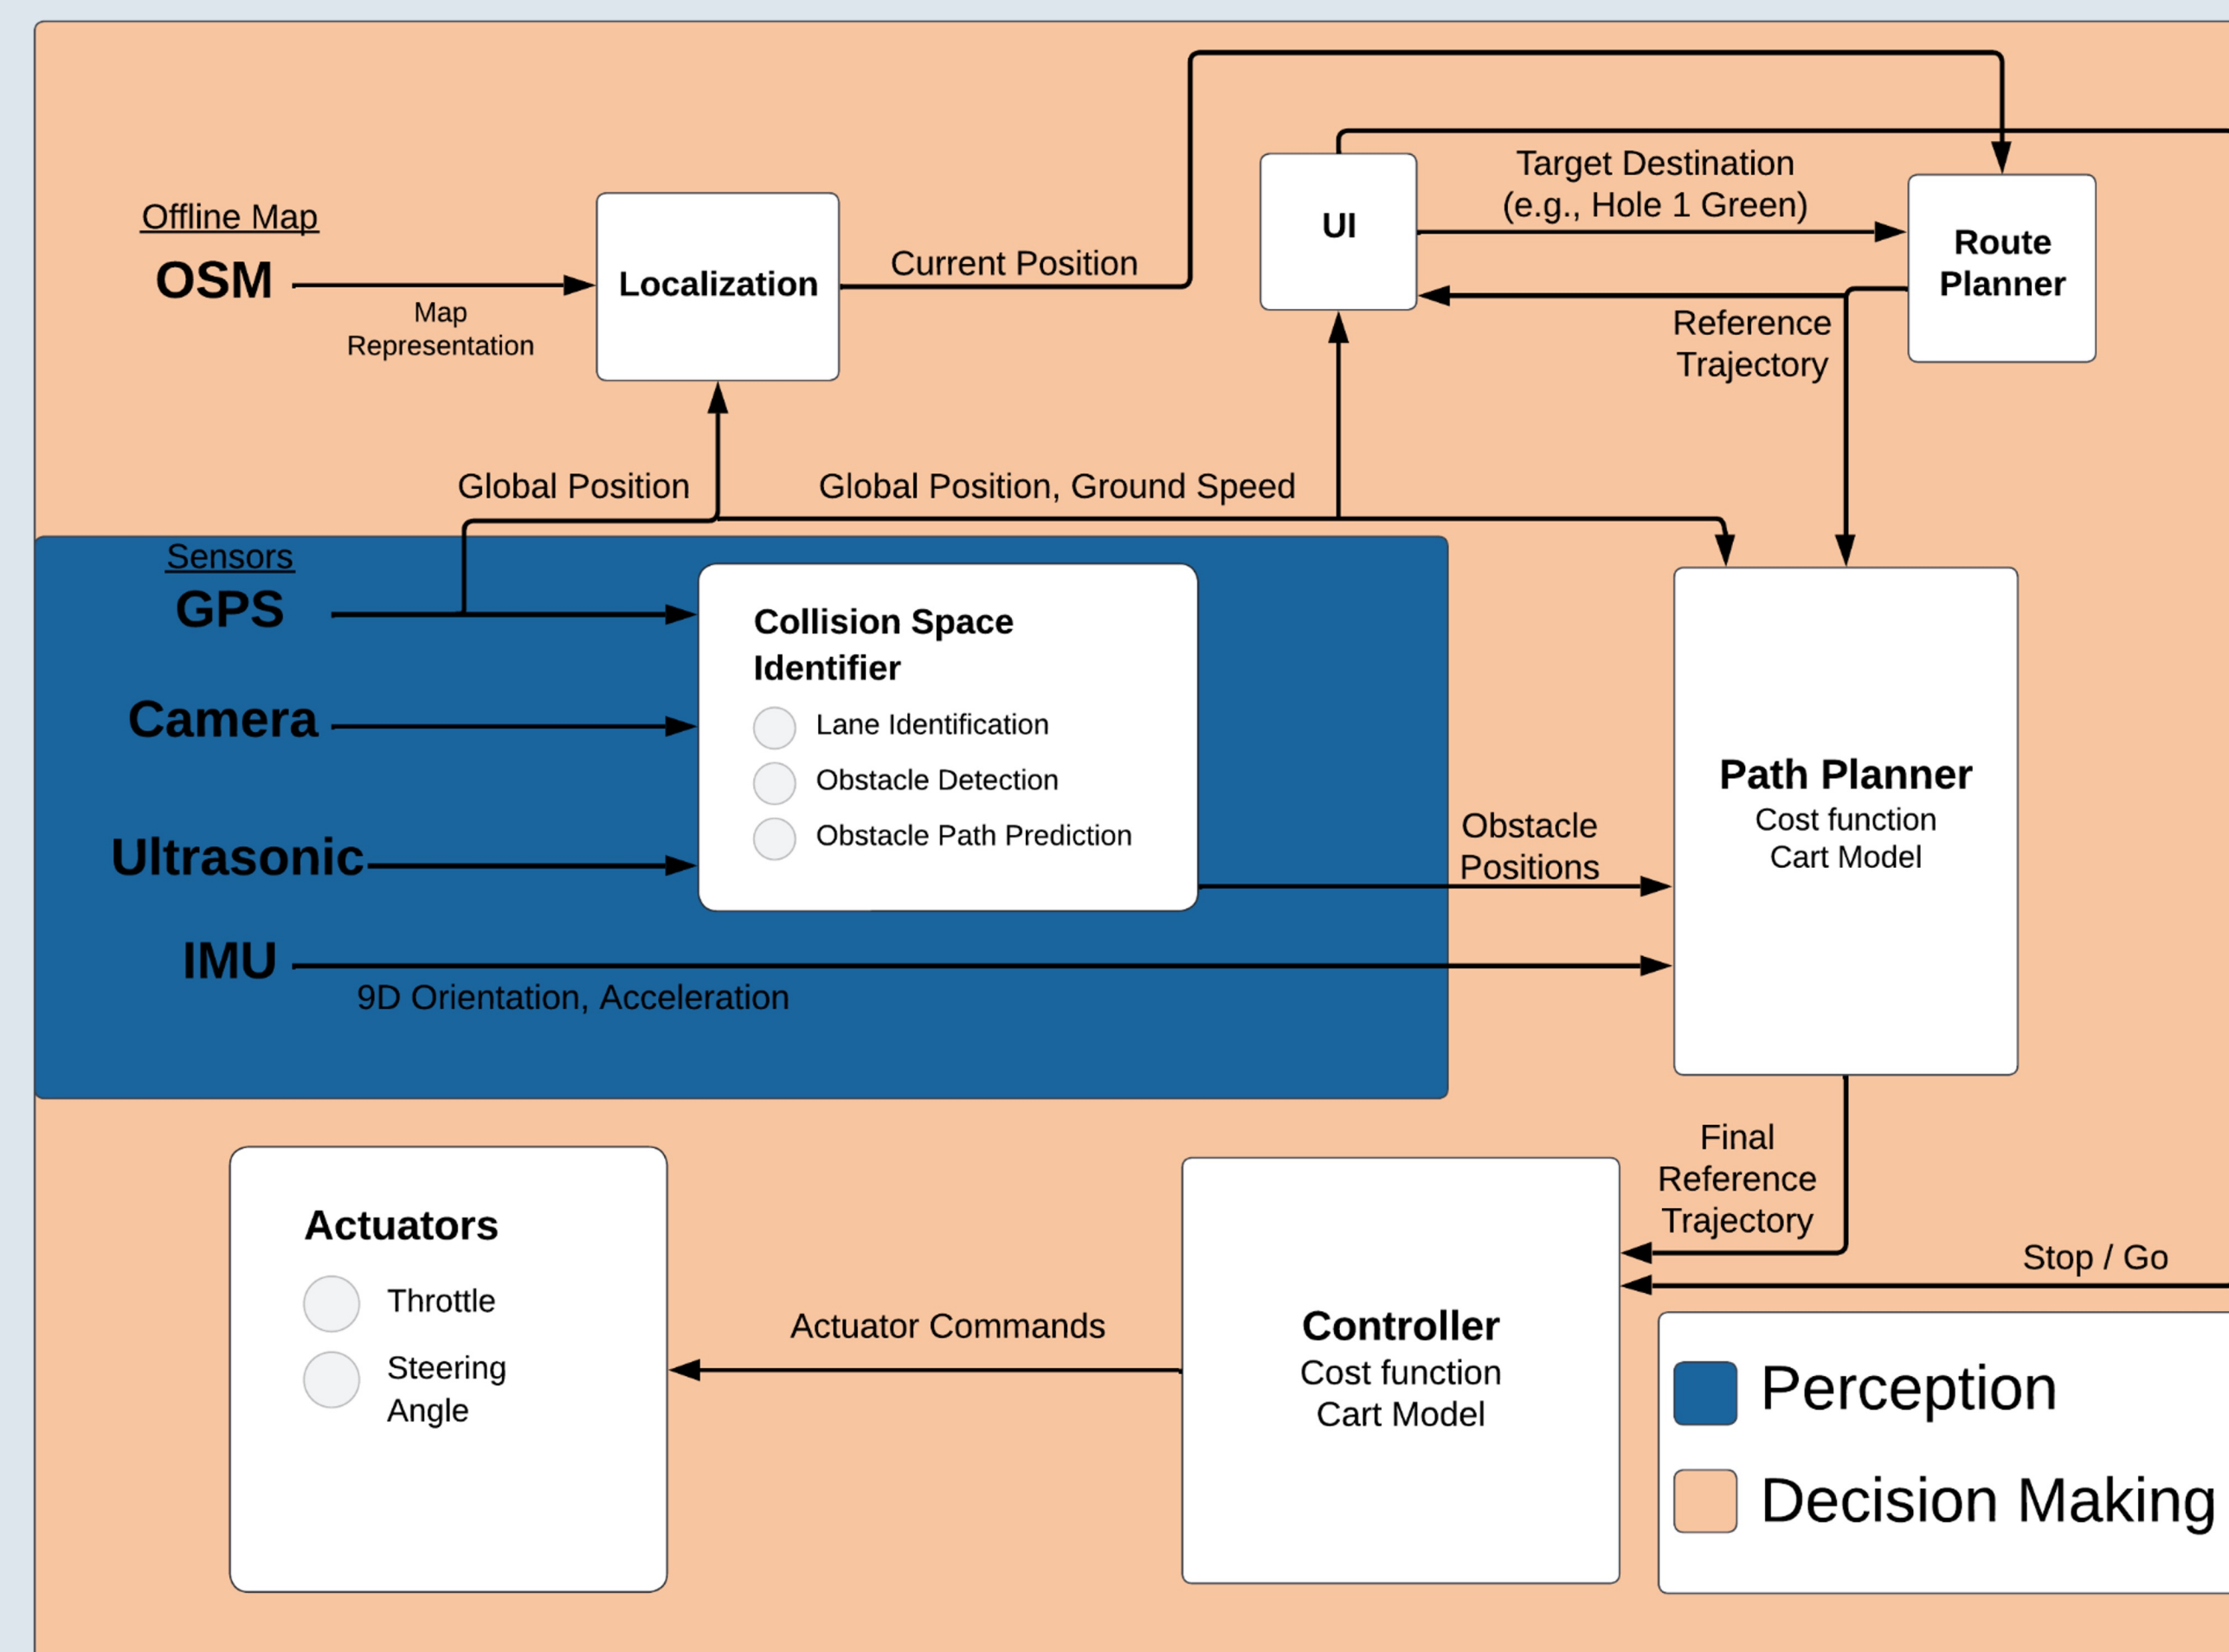 Offline Map
OSM
Map
Representation
Localization
Current Position
UI
Target Destination
(e.g., Hole 1 Green)
Route
Planner
Reference
Trajectory
Global Position
Global Position, Ground Speed
Sensors
GPS
Camera
Ultrasonic
IMU
9D Orientation, Acceleration
Collision Space
Identifier
Lane Identification
Obstacle Detection
Obstacle Path Prediction
Obstacle
Positions
Path Planner
Cost function
Cart Model
Final
Reference
Trajectory
Stop / Go
Actuators
Throttle
Steering
Angle
Actuator Commands
Controller
Cost function
Cart Model
Perception
Decision Making